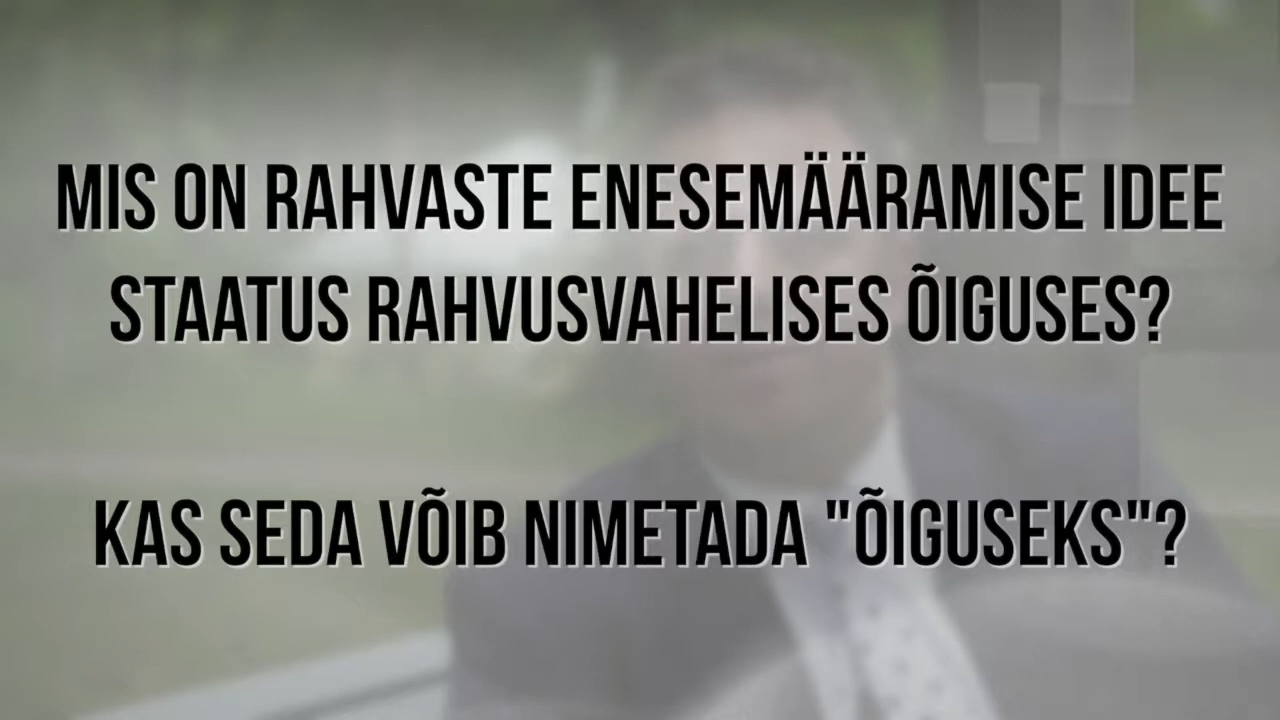 MIS ON RAHVASTE ENESEMÄÄRAMISE IDEE
STAATUS RAHVUSVAHELISES ÕIGUSES?
KAS SEDA VÕIB NIMETADA "ÕIGUSEKS"?